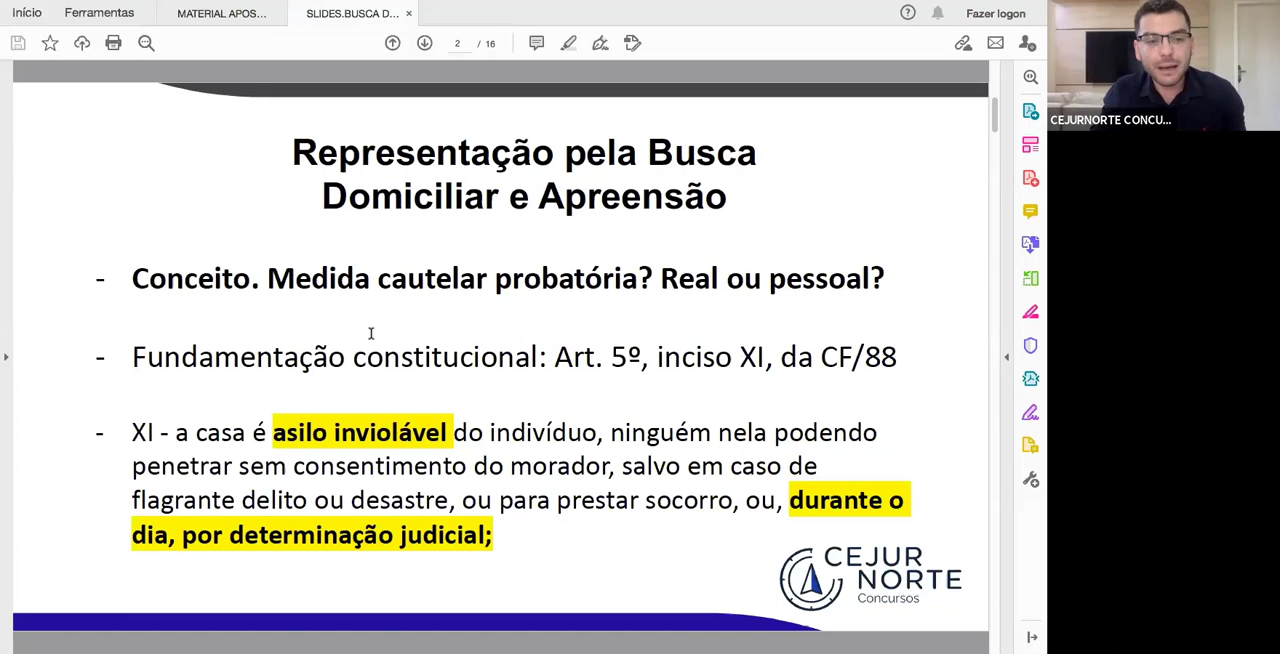 Início Ferramentas MATERIAL APOS... SLIDES.BUSCA D... × Fazer logon
2 / 16
CEJURNORTE CONCU...
Representação pela Busca
Domiciliar e Apreensão
- Conceito. Medida cautelar probatória? Real ou pessoal?
- Fundamentação constitucional: Art. 5º, inciso XI, da CF/88
- XI - a casa é asilo inviolável do indivíduo, ninguém nela podendo
penetrar sem consentimento do morador, salvo em caso de
flagrante delito ou desastre, ou para prestar socorro, ou, durante o
dia, por determinação judicial;
CEJUR
NORTE
Concursos